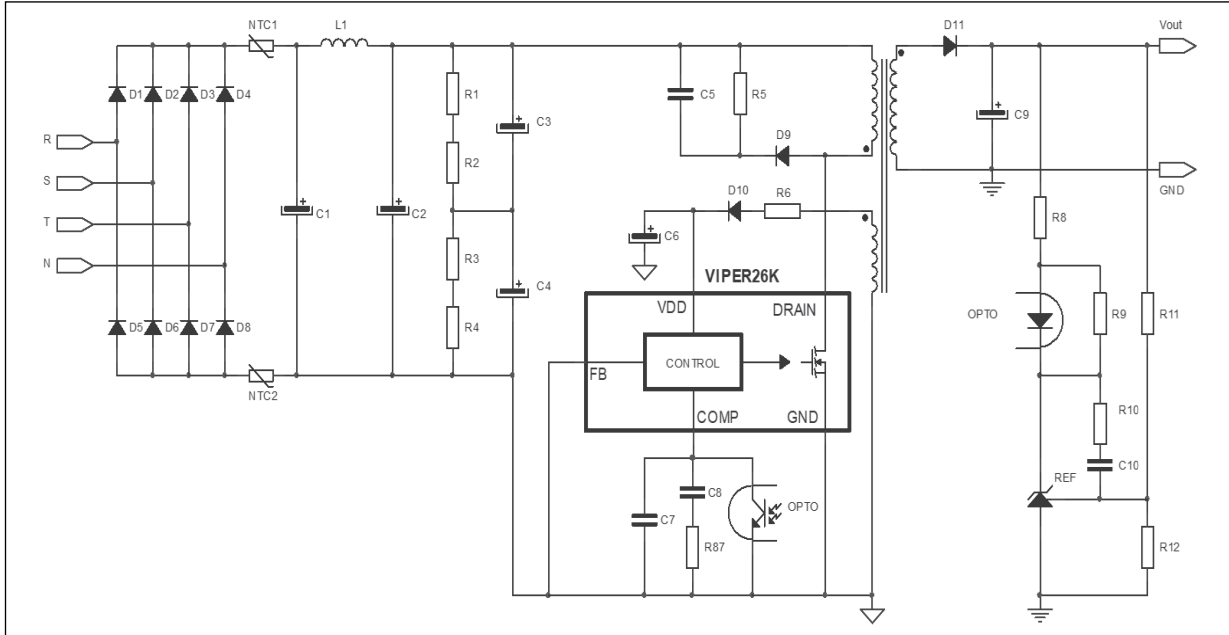 NTC1 L1 D11 Vout
D1 D2 D3 D4 R1 C5 R5 C9
R C3 D9
R2
S GND
D10 R6
T C1 C2 R8
C6
N R3 VIPER26K
C4 VDD DRAIN
R4 OPTO R9 R11
D5 D6 D7 D8
CONTROL
FB
NTC2
COMP GND R10
C10
REF
C8 OPTO
C7
R87 R12